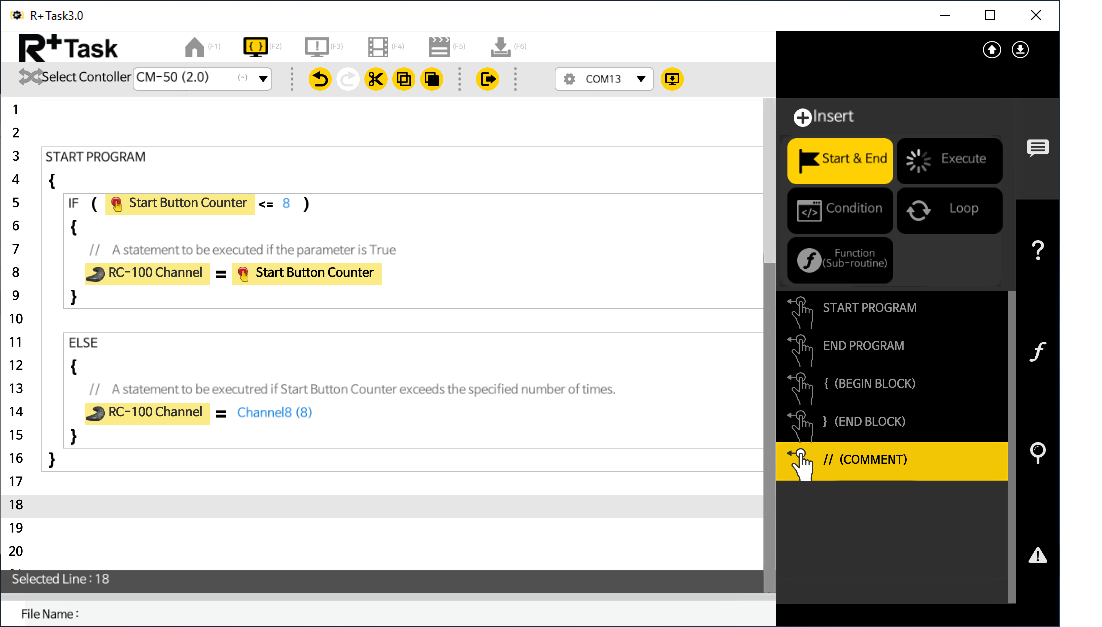 R+ Task3.0
R+Task (F1) (F2) (F3) (F4) (F5) (F6)
Select Contoller CM-50 (2.0) (-) COM13
1
2
3 START PROGRAM
4 {
5 IF ( Start Button Counter <= 8 )
6 {
7 // A statement to be executed if the parameter is True
8 RC-100 Channel = Start Button Counter
9 }
10
11 ELSE
12 {
13 // A statement to be executred if Start Button Counter exceeds the specified number of times.
14 RC-100 Channel = Channel8 (8)
15 }
16 }
17
18
19
20
Selected Line : 18
File Name :
Insert
Start & End Execute
Condition Loop
Function
(Sub-routine)
START PROGRAM
END PROGRAM
{ (BEGIN BLOCK)
} (END BLOCK)
// (COMMENT)